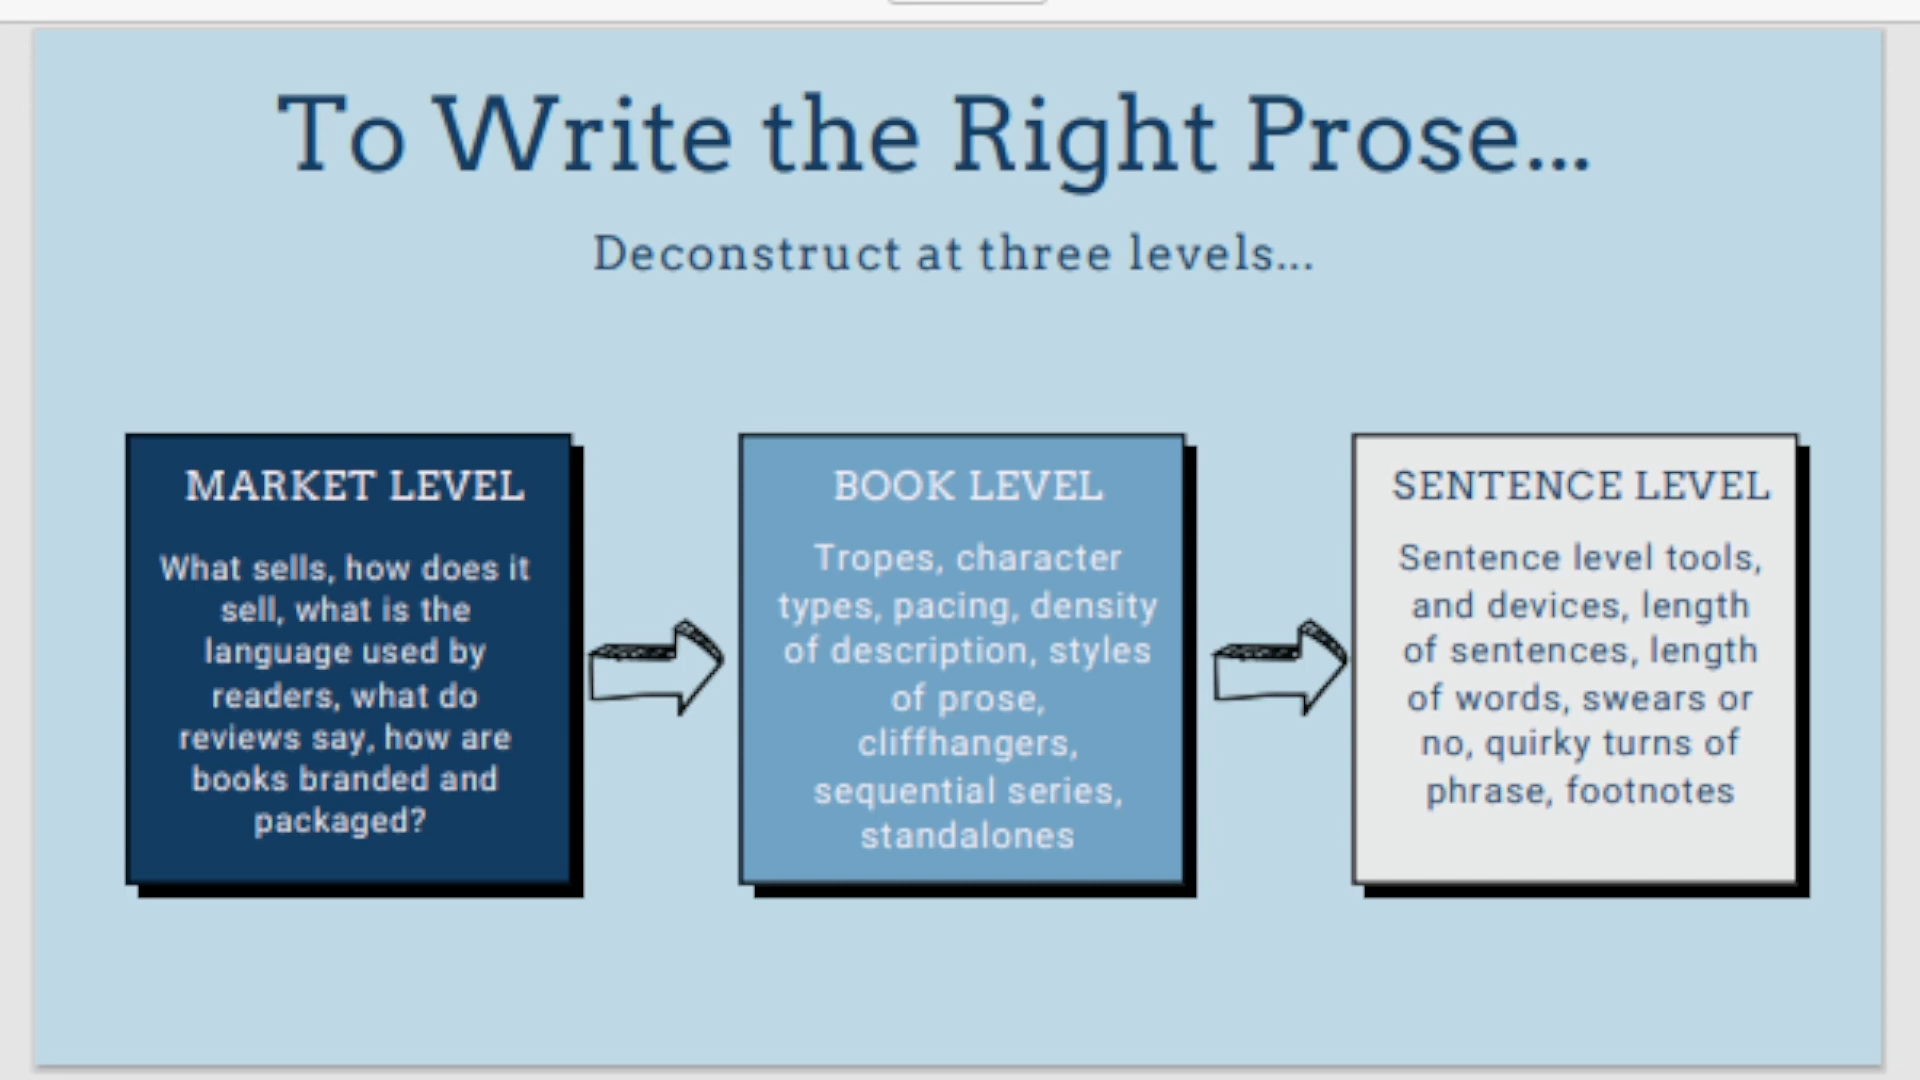 To Write the Right Prose...
Deconstruct at three levels...
MARKET LEVEL
What sells, how does it
sell, what is the
language used by
readers, what do
reviews say, how are
books branded and
packaged?
BOOK LEVEL
Tropes, character
types, pacing, density
of description, styles
of prose,
cliffhangers,
sequential series,
standalones
SENTENCE LEVEL
Sentence level tools,
and devices, length
of sentences, length
of words, swears or
no, quirky turns of
phrase, footnotes